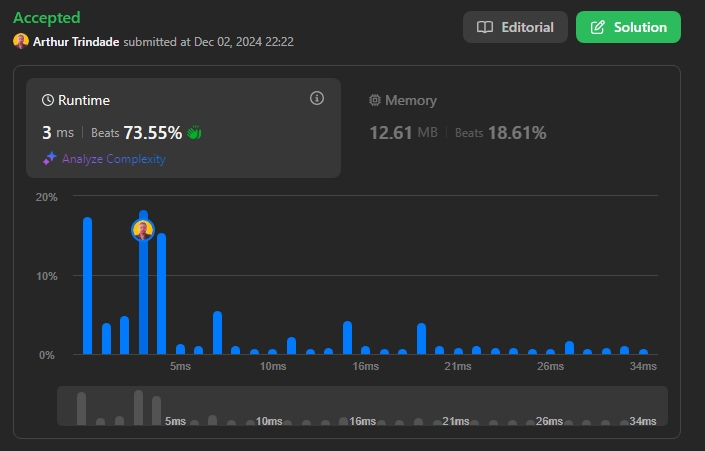 Accepted
Arthur Trindade submitted at Dec 02, 2024 22:22
Editorial
Solution
Runtime
3 ms | Beats 73.55%
Analyze Complexity
Memory
12.61 MB | Beats 18.61%
20%
10%
0%
5ms 10ms 16ms 21ms 26ms 34ms
5ms 10ms 16ms 21ms 26ms 34ms